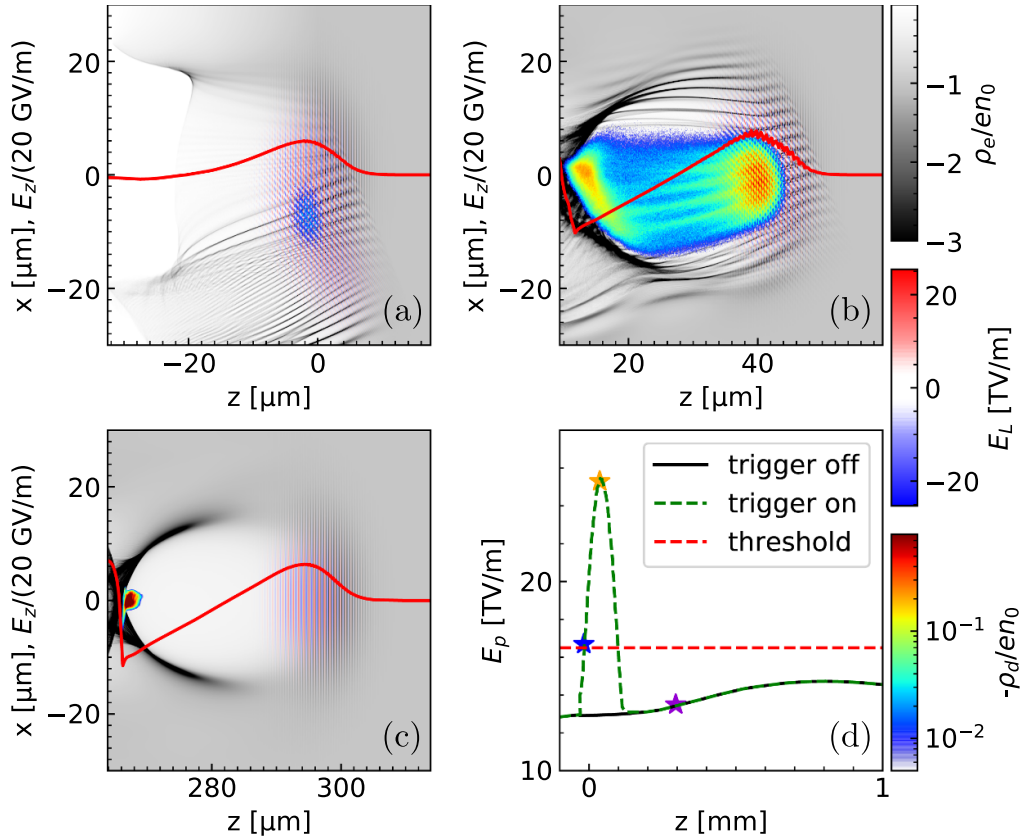 20
0
−20
x [μm], E_z/(20 GV/m)
−20
0
z [μm]
(a)
20
0
−20
x [μm], E_z/(20 GV/m)
20
40
z [μm]
(b)
−1
−2
−3
ρ_e/en_0
20
0
−20
E_L [TV/m]
20
0
−20
x [μm], E_z/(20 GV/m)
280
300
z [μm]
(c)
20
10
E_p [TV/m]
trigger off
trigger on
threshold
0
1
z [mm]
(d)
10^{-1}
10^{-2}
-ρ_d/en_0